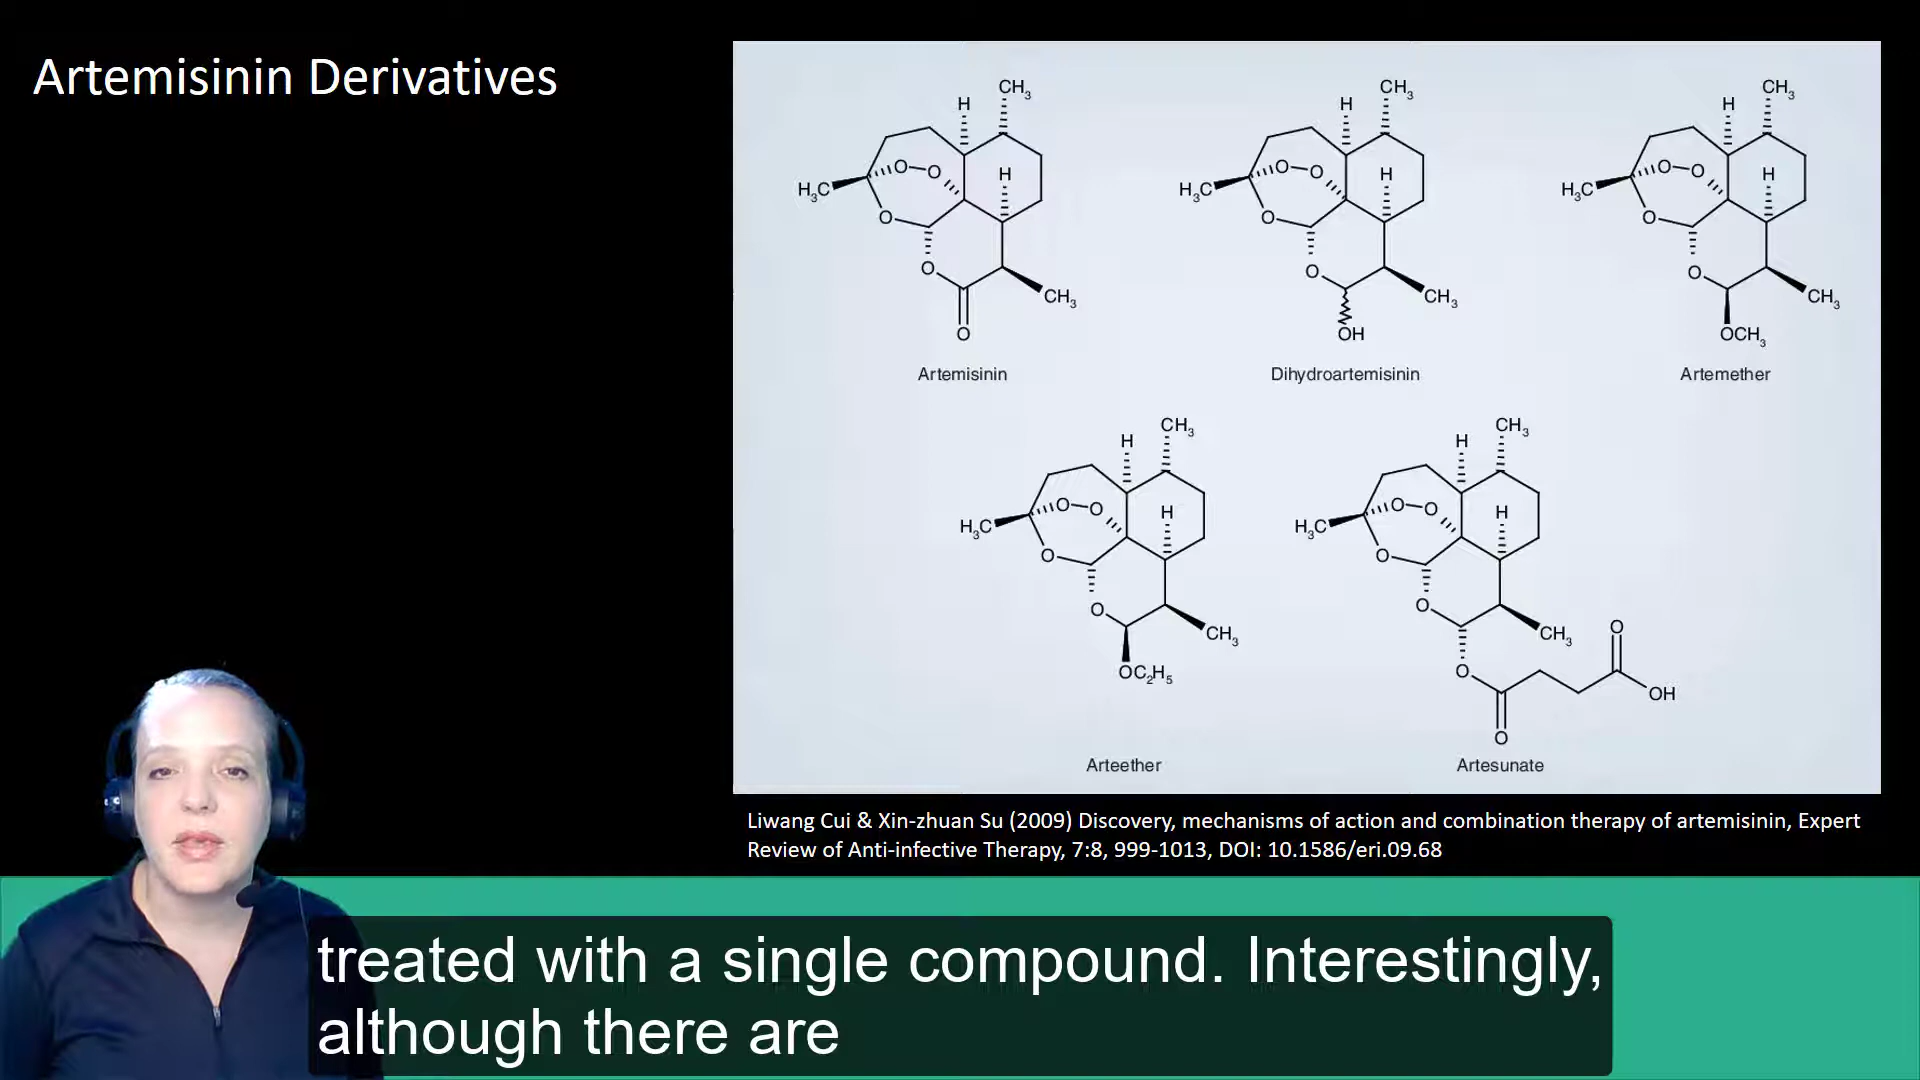 Artemisinin Derivatives
CH3
H
O
O
H
H3C
O
O
CH3
O
Artemisinin
CH3
H
O
O
H
H3C
O
O
CH3
OH
Dihydroartemisinin
CH3
H
O
O
H
H3C
O
O
CH3
OCH3
Artemether
CH3
H
O
O
H
H3C
O
O
CH3
OC2H5
Arteether
CH3
H
O
O
H
H3C
O
O
CH3
O
O
OH
O
Artesunate
Liwang Cui & Xin-zhuan Su (2009) Discovery, mechanisms of action and combination therapy of artemisinin, Expert
Review of Anti-infective Therapy, 7:8, 999-1013, DOI: 10.1586/eri.09.68
treated with a single compound. Interestingly,
although there are